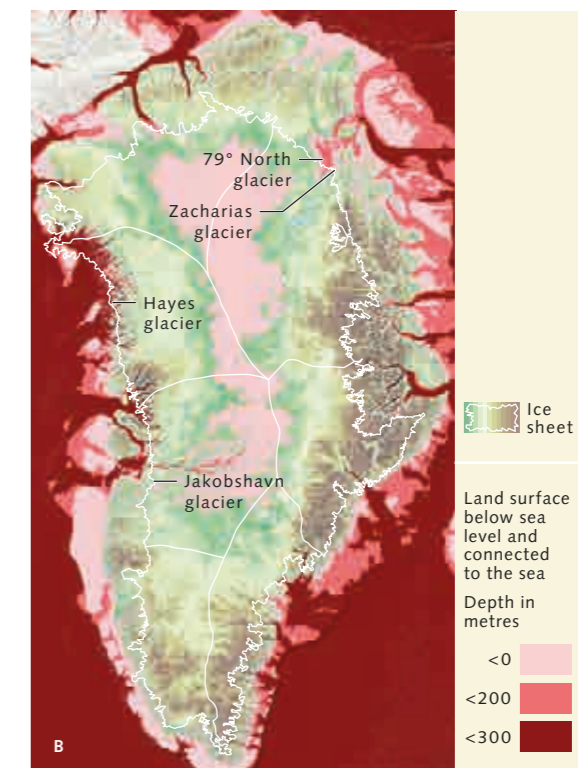 79° North
glacier
Zacharias
glacier
Hayes
glacier
Jakobshavn
glacier
B
Ice
sheet
Land surface
below sea
level and
connected
to the sea
Depth in
metres
<0
<200
<300